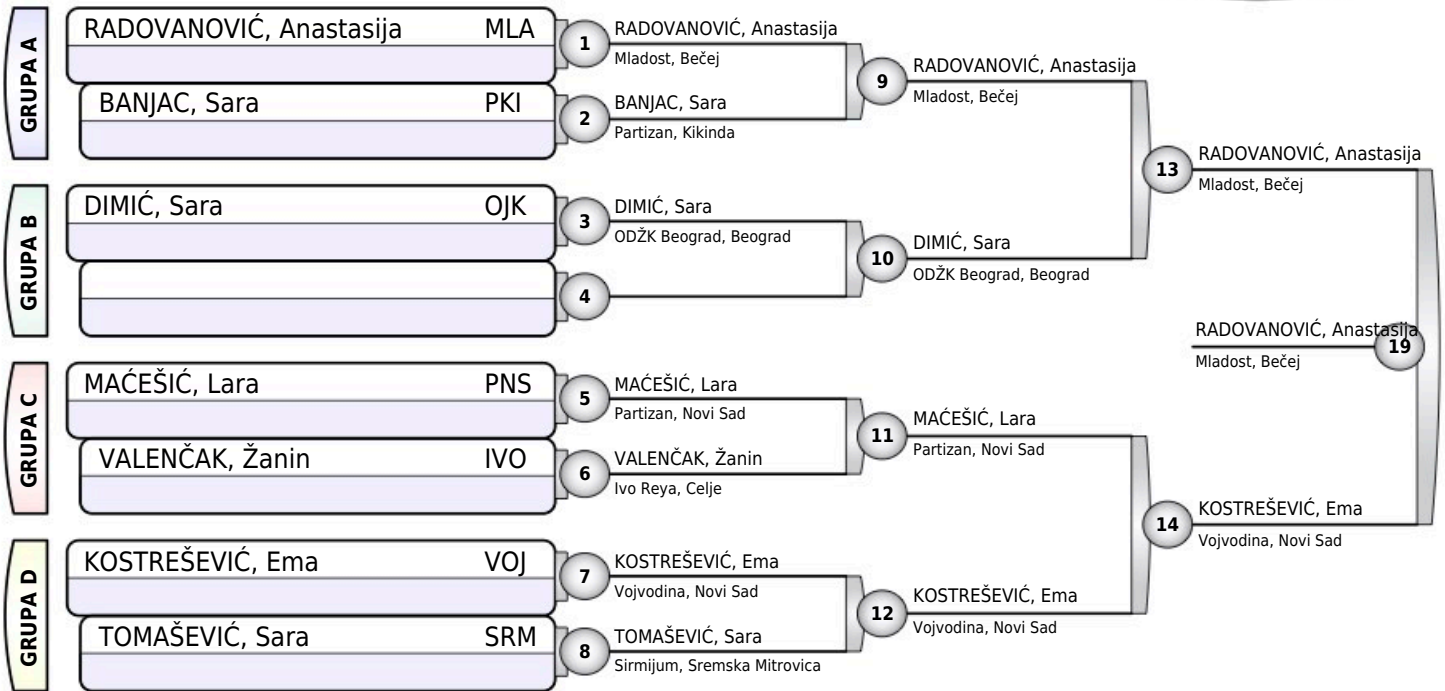 GRUPA A
RADOVANOVIĆ, Anastasija MLA
BANJAC, Sara PKI
1
RADOVANOVIĆ, Anastasija
Mladost, Bečej
2
BANJAC, Sara
Partizan, Kikinda
9
RADOVANOVIĆ, Anastasija
Mladost, Bečej
GRUPA B
DIMIĆ, Sara OJK
3
DIMIĆ, Sara
ODŽK Beograd, Beograd
4
10
DIMIĆ, Sara
ODŽK Beograd, Beograd
13
RADOVANOVIĆ, Anastasija
Mladost, Bečej
GRUPA C
MAĆEŠIĆ, Lara PNS
VALENČAK, Žanin IVO
5
MAĆEŠIĆ, Lara
Partizan, Novi Sad
6
VALENČAK, Žanin
Ivo Reya, Celje
11
MAĆEŠIĆ, Lara
Partizan, Novi Sad
GRUPA D
KOSTREŠEVIĆ, Ema VOJ
TOMAŠEVIĆ, Sara SRM
7
KOSTREŠEVIĆ, Ema
Vojvodina, Novi Sad
8
TOMAŠEVIĆ, Sara
Sirmijum, Sremska Mitrovica
12
KOSTREŠEVIĆ, Ema
Vojvodina, Novi Sad
14
KOSTREŠEVIĆ, Ema
Vojvodina, Novi Sad
RADOVANOVIĆ, Anastasija
Mladost, Bečej
19